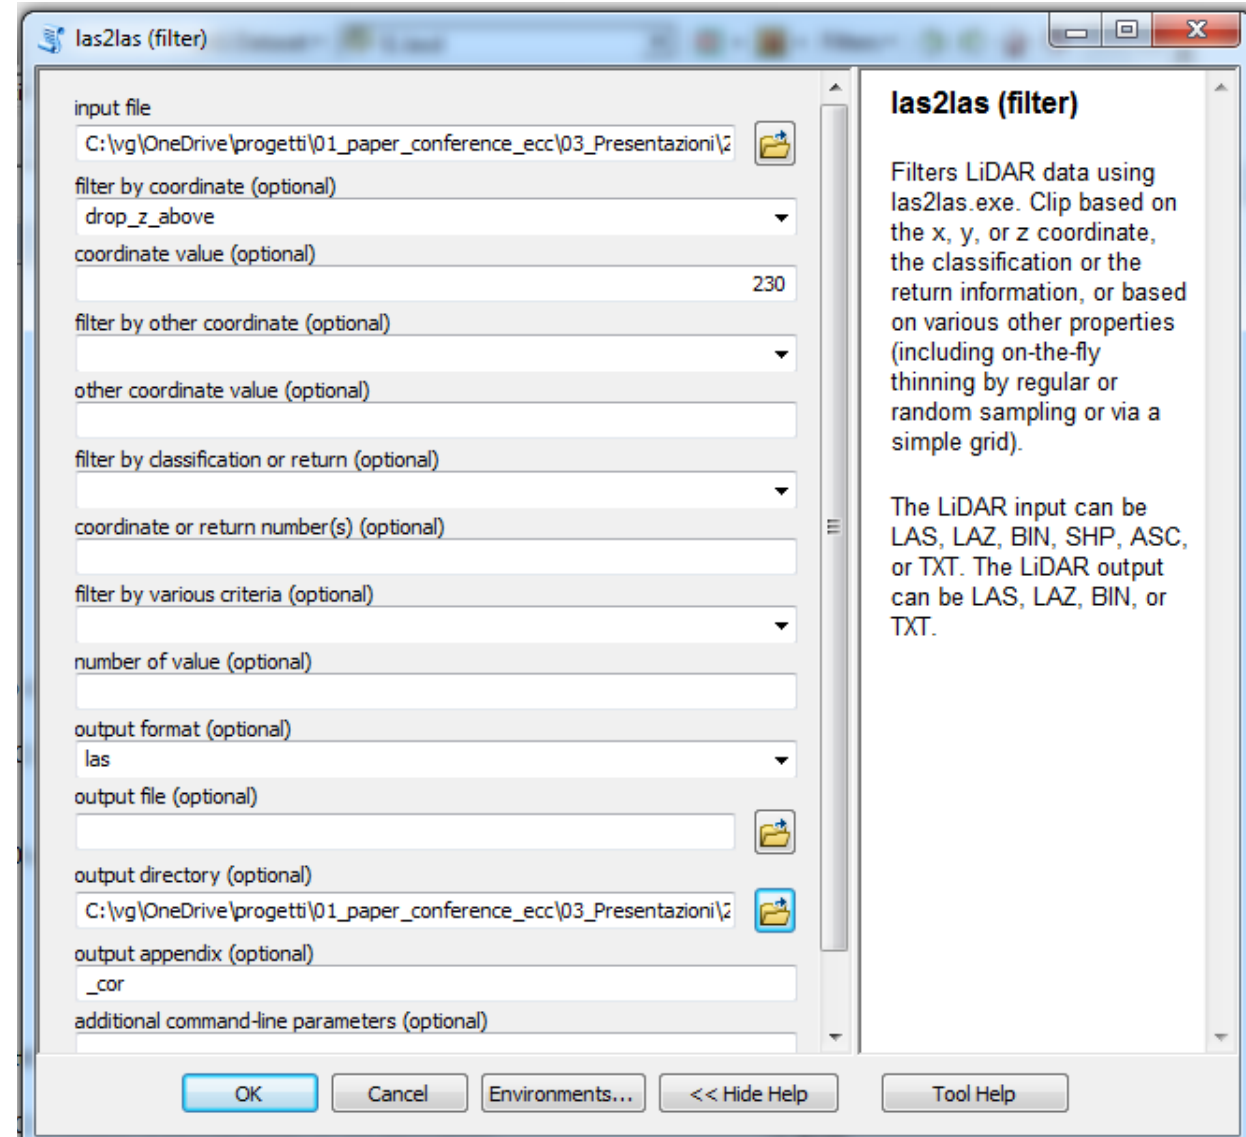 las2las (filter)
input file
C:\vg\OneDrive\progetti\01_paper_conference_ecc\03_Presentazioni\2
filter by coordinate (optional)
drop_z_above
coordinate value (optional)
230
filter by other coordinate (optional)
other coordinate value (optional)
filter by classification or return (optional)
coordinate or return number(s) (optional)
filter by various criteria (optional)
number of value (optional)
output format (optional)
las
output file (optional)
output directory (optional)
C:\vg\OneDrive\progetti\01_paper_conference_ecc\03_Presentazioni\2
output appendix (optional)
_cor
additional command-line parameters (optional)
las2las (filter)
Filters LiDAR data using
las2las.exe. Clip based on
the x, y, or z coordinate,
the classification or the
return information, or based
on various other properties
(including on-the-fly
thinning by regular or
random sampling or via a
simple grid).
The LiDAR input can be
LAS, LAZ, BIN, SHP, ASC,
or TXT. The LiDAR output
can be LAS, LAZ, BIN, or
TXT.
OK
Cancel
Environments...
<< Hide Help
Tool Help